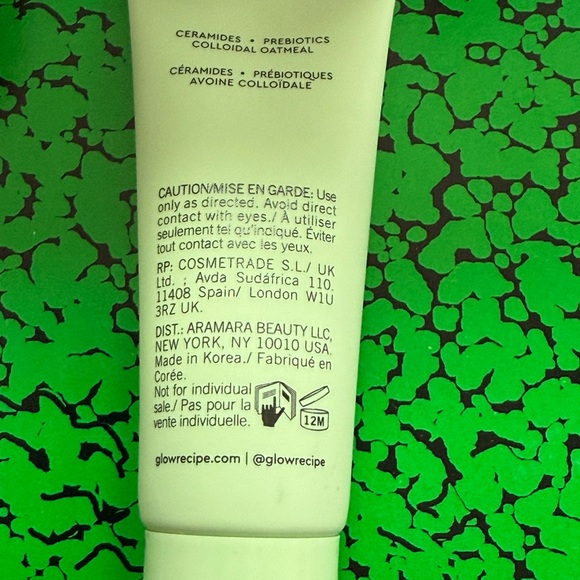 CERAMIDES • PREBIOTICS
COLLOIDAL OATMEAL
CÉRAMIDES • PRÉBIOTIQUES
AVOINE COLLOÏDALE
CAUTION/MISE EN GARDE: Use
only as directed. Avoid direct
contact with eyes./ À utiliser
seulement tel qu'indiqué. Éviter
tout contact avec les yeux.
RP: COSMETRADE S.L./ UK
Ltd. ; Avda Sudáfrica 110.
11408 Spain/ London W1U
3RZ UK.
DIST.: ARAMARA BEAUTY LLC,
NEW YORK, NY 10010 USA.
Made in Korea./ Fabriqué en
Corée.
Not for individual
sale./ Pas pour la
vente individuelle.
12M
glowrecipe.com | @glowrecipe